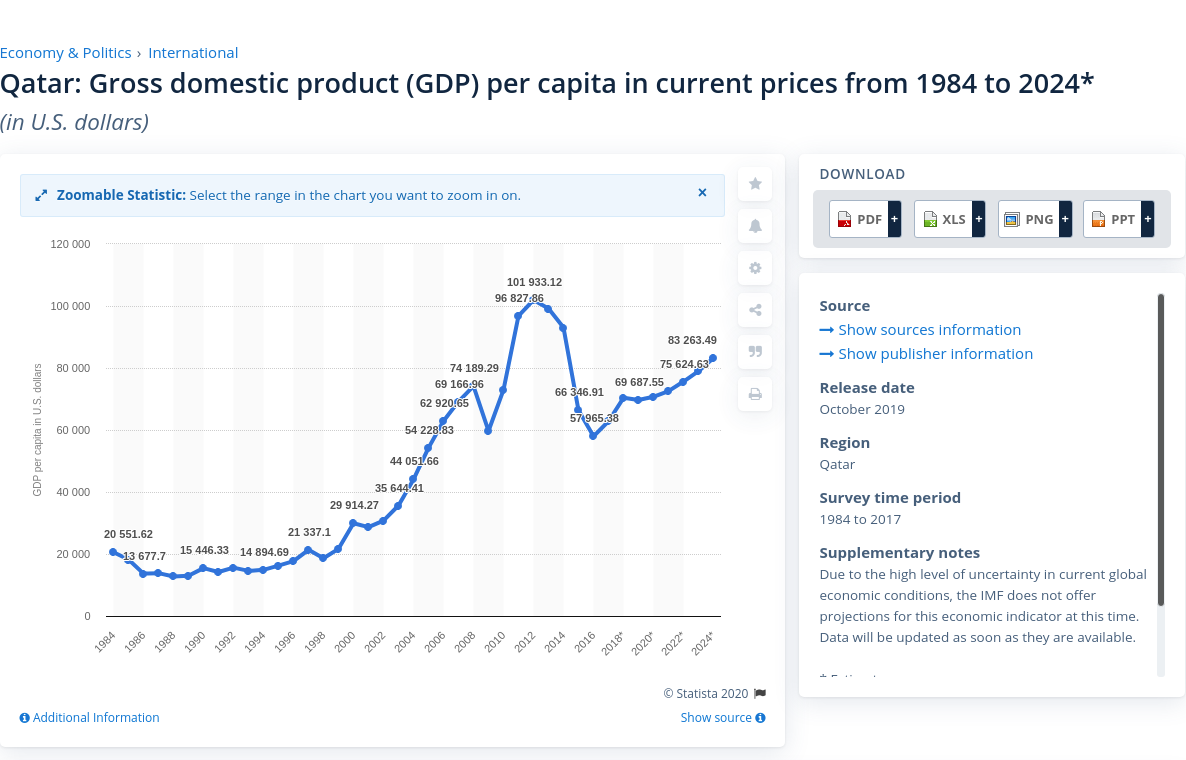 Economy & Politics › International
Qatar: Gross domestic product (GDP) per capita in current prices from 1984 to 2024*
(in U.S. dollars)
Zoomable Statistic: Select the range in the chart you want to zoom in on.
×
GDP per capita in U.S. dollars
120 000
100 000
80 000
60 000
40 000
20 000
0
20 551.62
13 677.7
15 446.33
14 894.69
21 337.1
29 914.27
35 644.41
44 051.66
54 228.83
62 920.65
69 166.96
74 189.29
96 827.86
101 933.12
66 346.91
57 965.38
69 687.55
75 624.63
83 263.49
1984
1986
1988
1990
1992
1994
1996
1998
2000
2002
2004
2006
2008
2010
2012
2014
2016
2018*
2020*
2022*
2024*
© Statista 2020
Additional Information
Show source
DOWNLOAD
PDF +
XLS +
PNG +
PPT +
Source
Show sources information
Show publisher information
Release date
October 2019
Region
Qatar
Survey time period
1984 to 2017
Supplementary notes
Due to the high level of uncertainty in current global
economic conditions, the IMF does not offer
projections for this economic indicator at this time.
Data will be updated as soon as they are available.